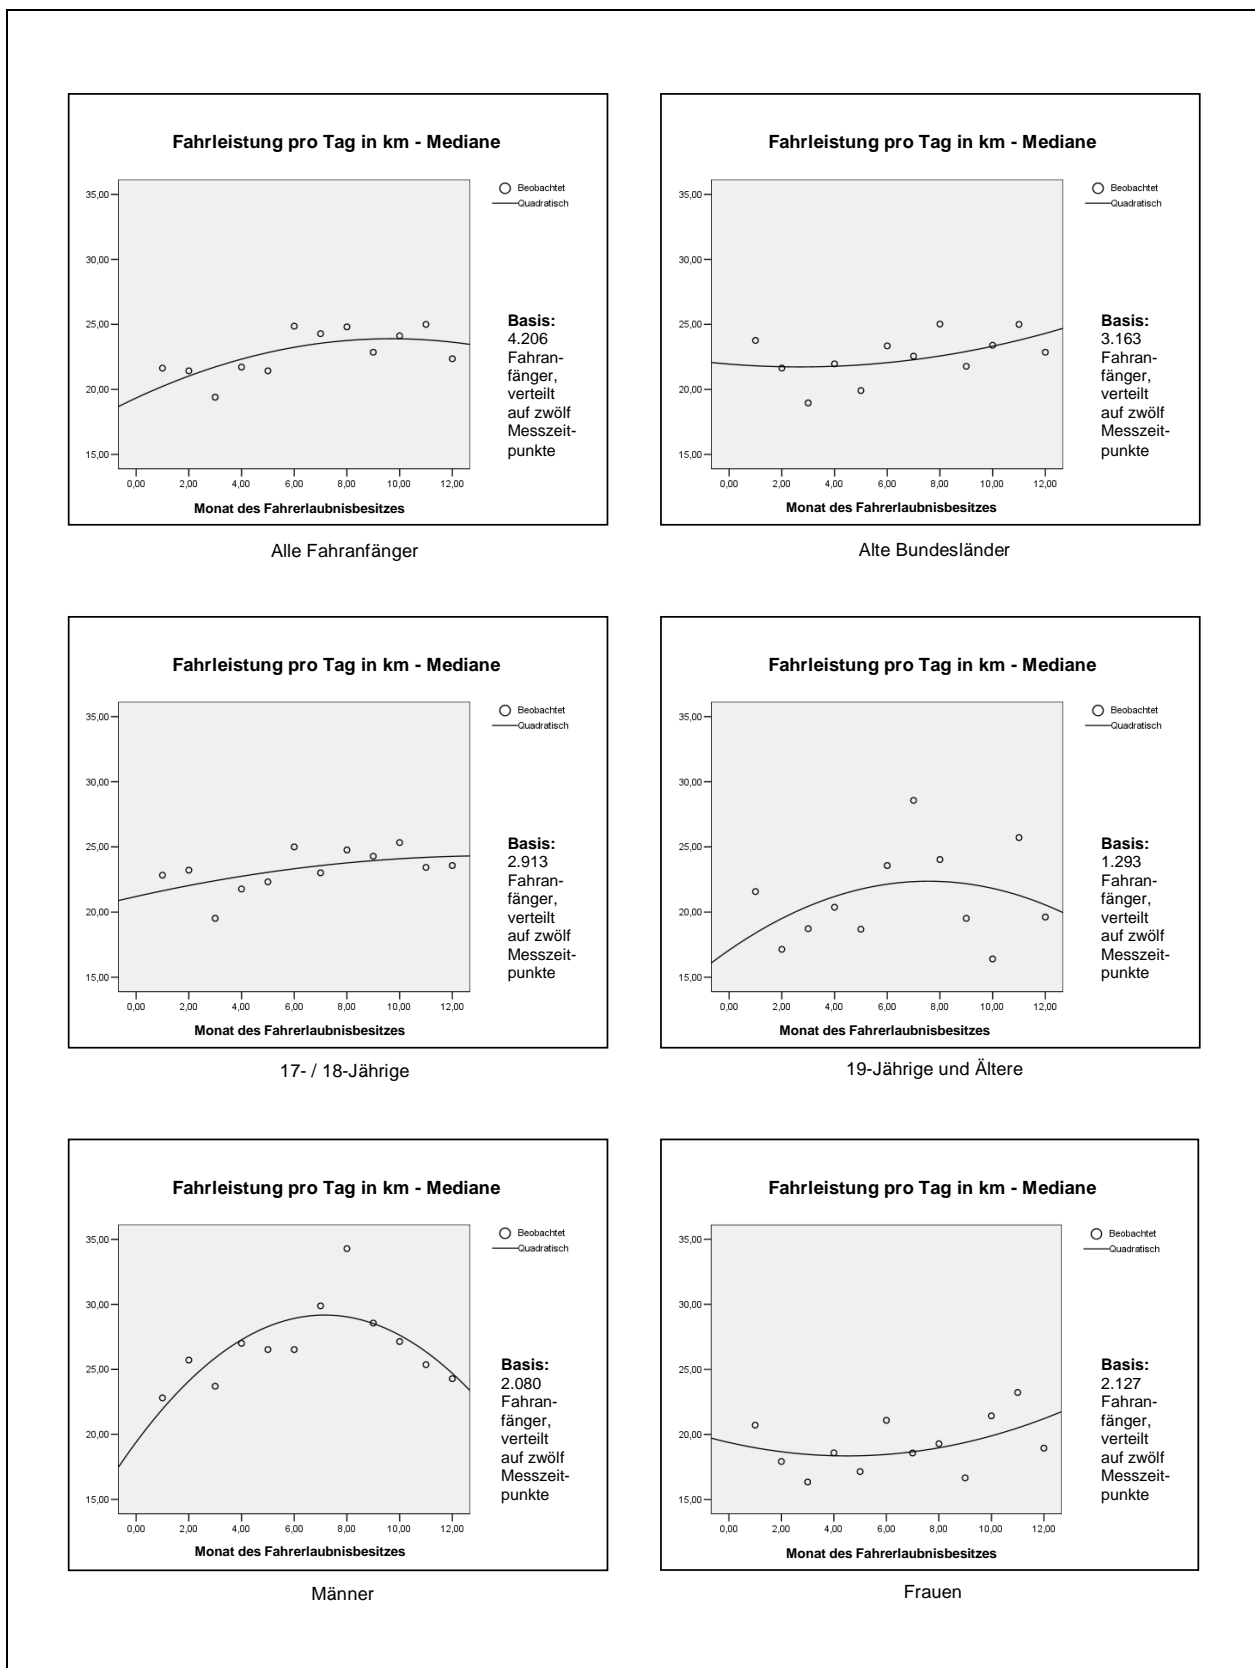 Fahrleistung pro Tag in km - Mediane
35,00
30,00
25,00
20,00
15,00
0,00 2,00 4,00 6,00 8,00 10,00 12,00
Monat des Fahrerlaubnisbesitzes
Beobachtet
Quadratisch
Basis:
4.206
Fahran-
fänger,
verteilt
auf zwölf
Messzeit-
punkte
Alle Fahranfänger
Fahrleistung pro Tag in km - Mediane
35,00
30,00
25,00
20,00
15,00
0,00 2,00 4,00 6,00 8,00 10,00 12,00
Monat des Fahrerlaubnisbesitzes
Beobachtet
Quadratisch
Basis:
3.163
Fahran-
fänger,
verteilt
auf zwölf
Messzeit-
punkte
Alte Bundesländer
Fahrleistung pro Tag in km - Mediane
35,00
30,00
25,00
20,00
15,00
0,00 2,00 4,00 6,00 8,00 10,00 12,00
Monat des Fahrerlaubnisbesitzes
Beobachtet
Quadratisch
Basis:
2.913
Fahran-
fänger,
verteilt
auf zwölf
Messzeit-
punkte
17- / 18-Jährige
Fahrleistung pro Tag in km - Mediane
35,00
30,00
25,00
20,00
15,00
0,00 2,00 4,00 6,00 8,00 10,00 12,00
Monat des Fahrerlaubnisbesitzes
Beobachtet
Quadratisch
Basis:
1.293
Fahran-
fänger,
verteilt
auf zwölf
Messzeit-
punkte
19-Jährige und Ältere
Fahrleistung pro Tag in km - Mediane
35,00
30,00
25,00
20,00
15,00
0,00 2,00 4,00 6,00 8,00 10,00 12,00
Monat des Fahrerlaubnisbesitzes
Beobachtet
Quadratisch
Basis:
2.080
Fahran-
fänger,
verteilt
auf zwölf
Messzeit-
punkte
Männer
Fahrleistung pro Tag in km - Mediane
35,00
30,00
25,00
20,00
15,00
0,00 2,00 4,00 6,00 8,00 10,00 12,00
Monat des Fahrerlaubnisbesitzes
Beobachtet
Quadratisch
Basis:
2.127
Fahran-
fänger,
verteilt
auf zwölf
Messzeit-
punkte
Frauen